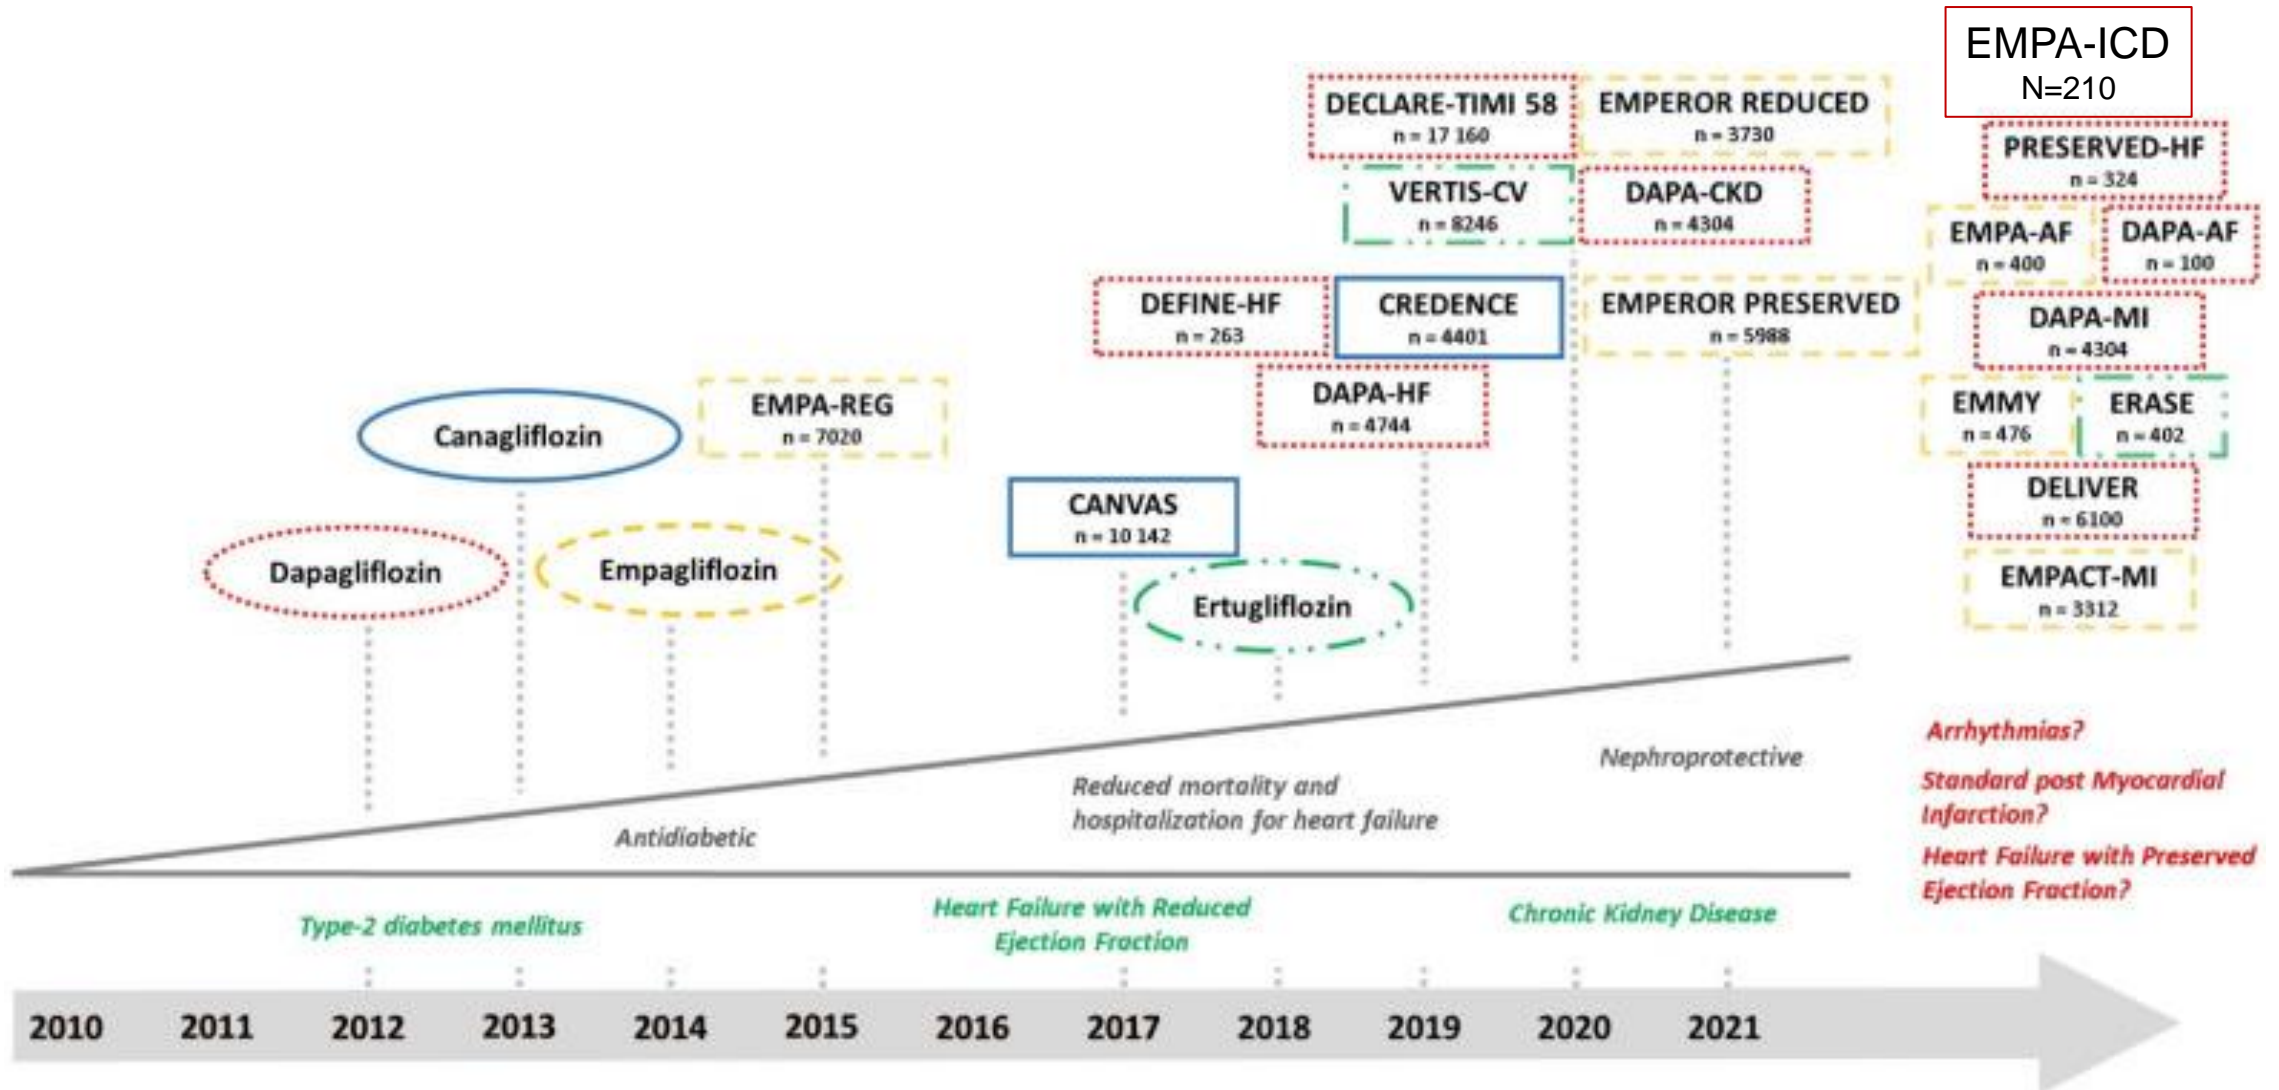 EMPA-ICD
N=210
DECLARE-TIMI 58
n = 17 160
EMPEROR REDUCED
n = 3730
PRESERVED-HF
n = 324
VERTIS-CV
n = 8246
DAPA-CKD
n = 4304
EMPA-AF
n = 400
DAPA-AF
n = 100
DEFINE-HF
n = 263
CREDENCE
n = 4401
EMPEROR PRESERVED
n = 5988
DAPA-MI
n = 4304
DAPA-HF
n = 4744
EMPA-REG
n = 7020
Canagliflozin
EMMY
n = 476
ERASE
n = 402
CANVAS
n = 10 142
DELIVER
n = 6100
Dapagliflozin
Empagliflozin
Ertugliflozin
EMPACT-MI
n = 3312
Antidiabetic
Reduced mortality and
hospitalization for heart failure
Nephroprotective
Arrhythmias?
Standard post Myocardial
Infarction?
Heart Failure with Preserved
Ejection Fraction?
Type-2 diabetes mellitus
Heart Failure with Reduced
Ejection Fraction
Chronic Kidney Disease
2010 2011 2012 2013 2014 2015 2016 2017 2018 2019 2020 2021